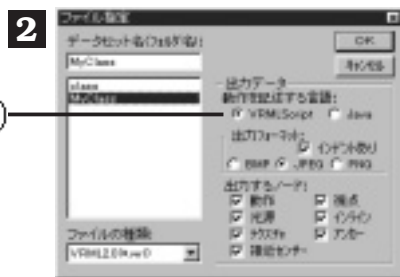 2
ファイル指定
データセット名(フォルダ名):
OK
MyClass
キャンセル
class
MyClass
出力データ
動作を記述する言語:
VRMLScript Java
出力フォーマット:
インデントあり
BMP JPEG PNG
出力するノード:
動作 視点
光源 インライン
テクスチャ アンカー
接近センサー
ファイルの種類: